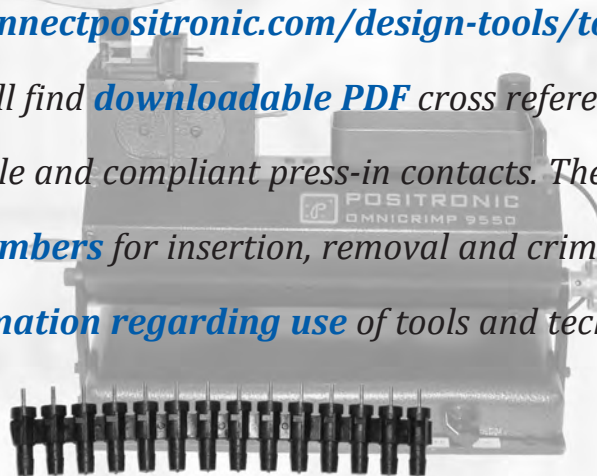 nnectpositronic.com/design-tools/to
ll find downloadable PDF cross refere
le and compliant press-in contacts. The
POSITRONIC
OMNICRIMP 9550
mbers for insertion, removal and crim
mation regarding use of tools and tec